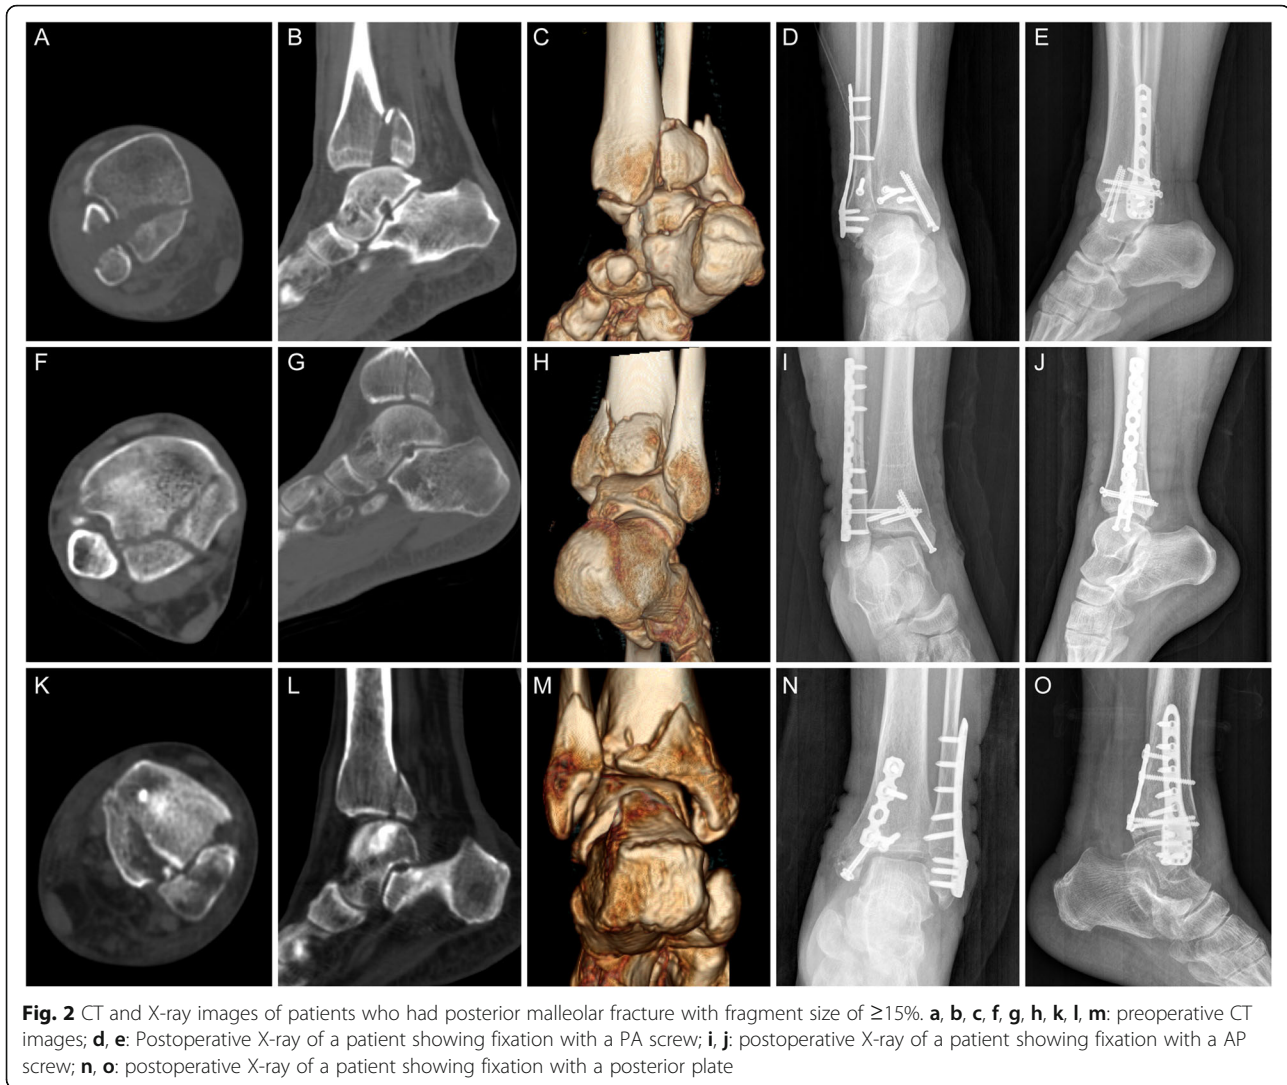 A B C D E
F G H I J
K L M N O
Fig. 2 CT and X-ray images of patients who had posterior malleolar fracture with fragment size of ≥15%. a, b, c, f, g, h, k, l, m: preoperative CT
images; d, e: Postoperative X-ray of a patient showing fixation with a PA screw; i, j: postoperative X-ray of a patient showing fixation with a AP
screw; n, o: postoperative X-ray of a patient showing fixation with a posterior plate